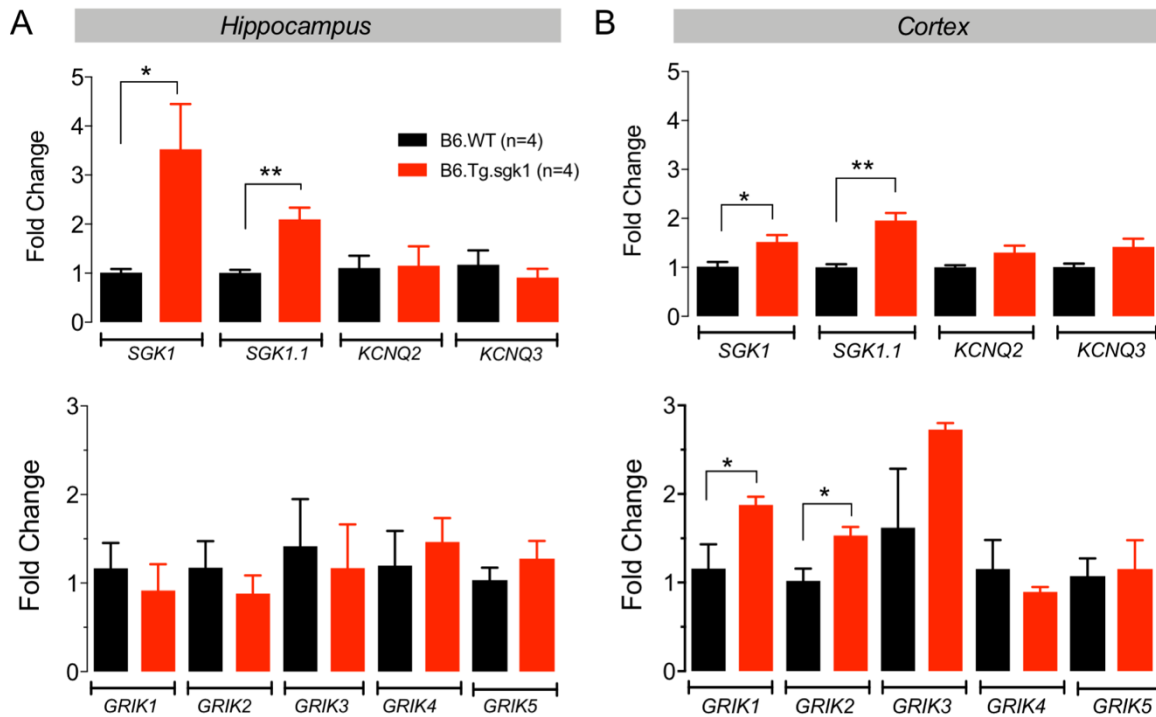 A
Hippocampus
B
Cortex
Fold Change
5
4
3
2
1
0
*
**
B6.WT (n=4)
B6.Tg.sgk1 (n=4)
SGK1
SGK1.1
KCNQ2
KCNQ3
Fold Change
5
4
3
2
1
0
*
**
SGK1
SGK1.1
KCNQ2
KCNQ3
Fold Change
3
2
1
0
GRIK1
GRIK2
GRIK3
GRIK4
GRIK5
Fold Change
3
2
1
0
*
*
GRIK1
GRIK2
GRIK3
GRIK4
GRIK5